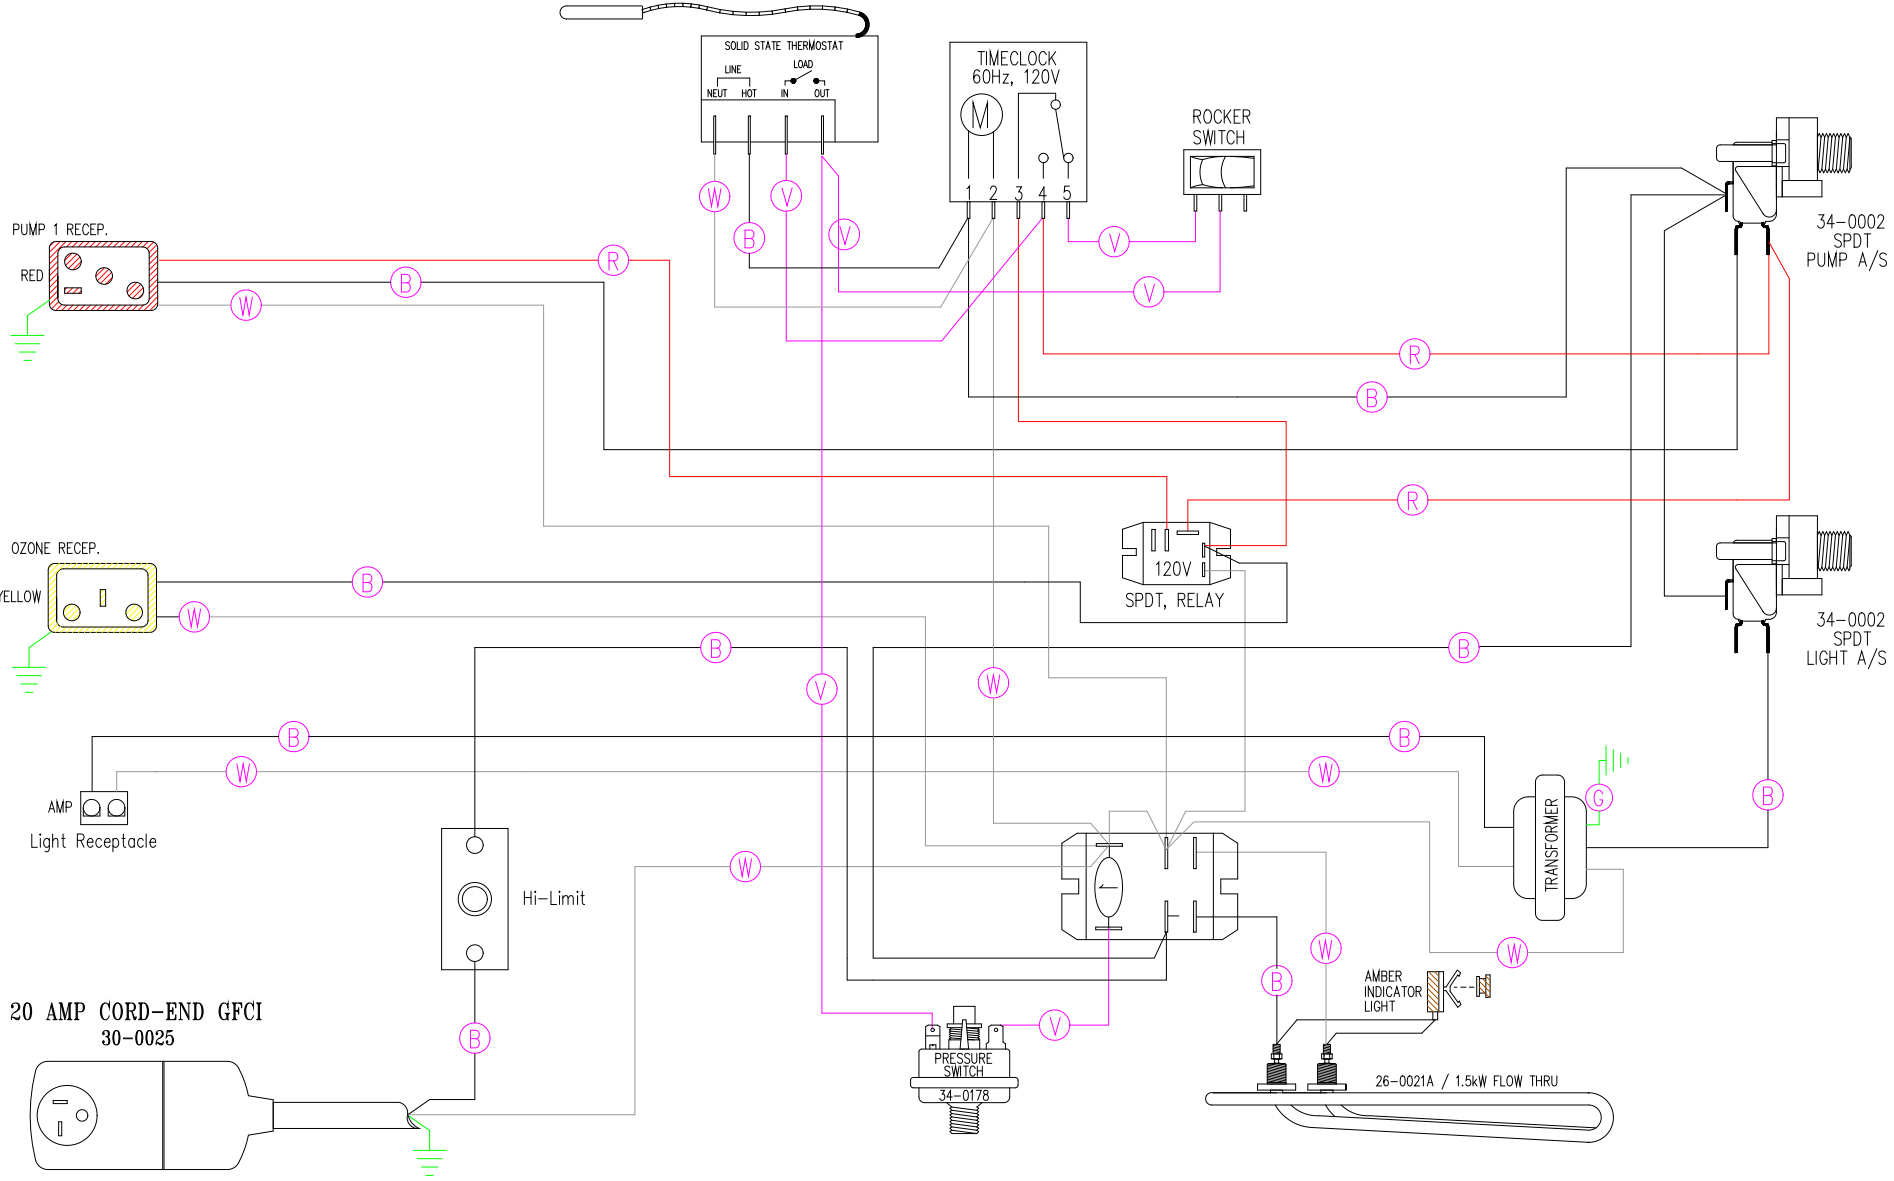 SOLID STATE THERMOSTAT
LINE
LOAD
NEUT HOT IN OUT
TIMECLOCK
60Hz, 120V
M
1 2 3 4 5
ROCKER
SWITCH
W
V
B
V
V
V
34-0002
SPDT
PUMP A/S
PUMP 1 RECEP.
RED
R
B
W
R
B
R
OZONE RECEP.
YELLOW
B
W
120V
SPDT, RELAY
34-0002
SPDT
LIGHT A/S
B
B
V
W
B
B
W
W
AMP
Light Receptacle
G
B
TRANSFORMER
W
Hi-Limit
W
W
B
AMBER
INDICATOR
LIGHT
20 AMP CORD-END GFCI
30-0025
B
V
PRESSURE
SWITCH
34-0178
26-0021A / 1.5kW FLOW THRU